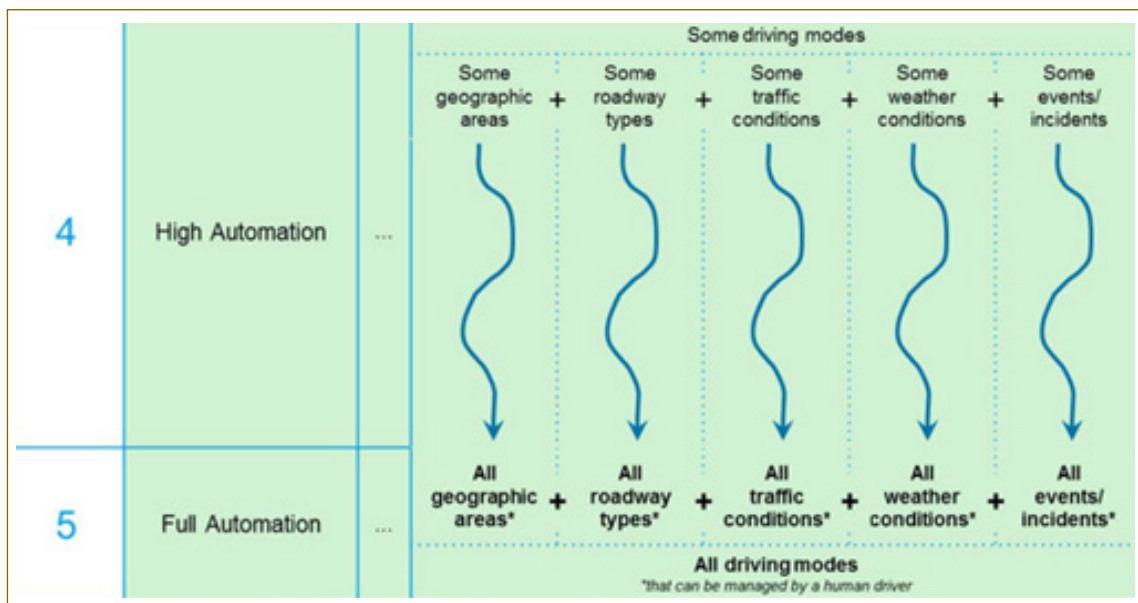 Some driving modes
Some geographic areas + Some roadway types + Some traffic conditions + Some weather conditions + Some events/incidents
4
High Automation
...
All geographic areas* + All roadway types* + All traffic conditions* + All weather conditions* + All events/incidents*
5
Full Automation
...
All driving modes
*that can be managed by a human driver